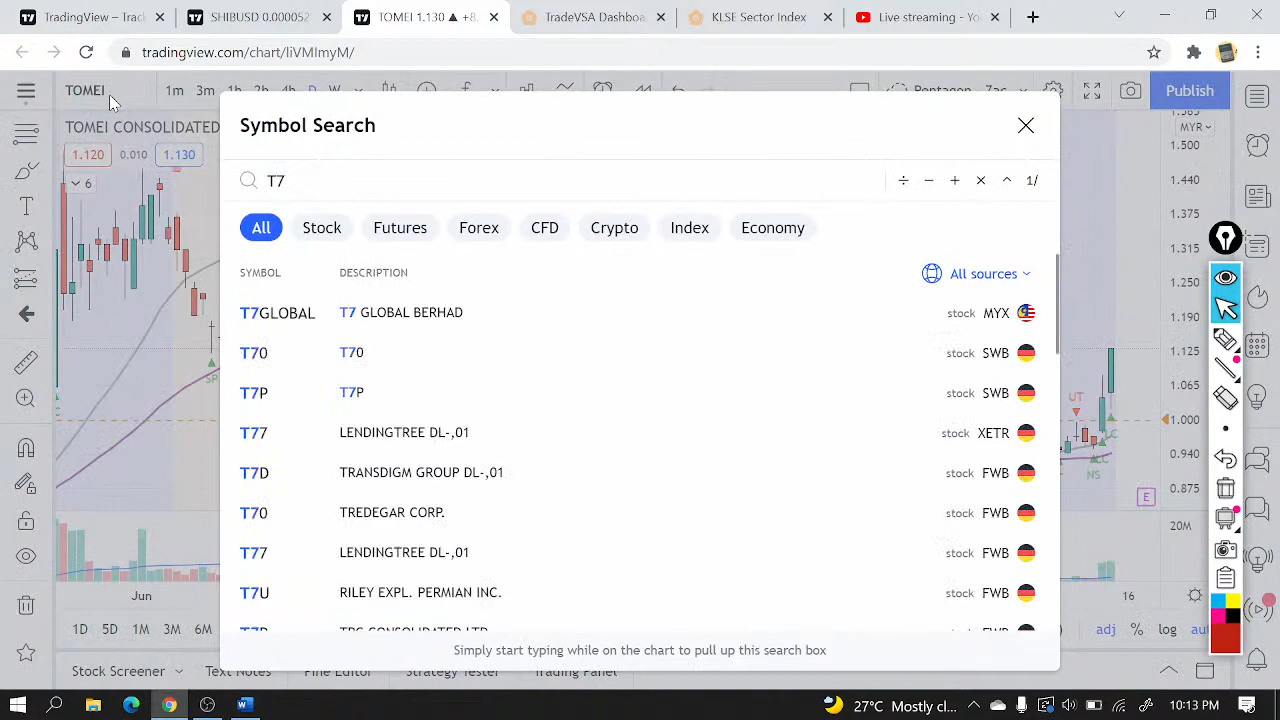 TradingView - Track
SHIBUSD 0.000052
TOMEI 1.130 ▲ +8.
TradeVSA Dashboa
KLSE Sector Index
Live streaming - Yo
tradingview.com/chart/liVMImyM/
TOMEI
1m 3m 1h 2h 4h D W
Pentagon
Publish
TOMEI CONSOLIDATED
1.120 0.010 1.130
6
Symbol Search
T7
÷ − + × ^ 1/
All Stock Futures Forex CFD Crypto Index Economy
SYMBOL DESCRIPTION All sources
T7GLOBAL T7 GLOBAL BERHAD stock MYX
T70 T70 stock SWB
T7P T7P stock SWB
T77 LENDINGTREE DL-,01 stock XETR
T7D TRANSDIGM GROUP DL-,01 stock FWB
T70 TREDEGAR CORP. stock FWB
T77 LENDINGTREE DL-,01 stock FWB
T7U RILEY EXPL. PERMIAN INC. stock FWB
Simply start typing while on the chart to pull up this search box
MYR
1.500
1.440
1.375
1.315
1.250
1.190
1.125
1.065
1.000
0.940
0.875
20M
UT
NS
E
Jun
16
1D 5D 1M 3M 6M
adj % log
Stock Screener Text Notes Pine Editor Strategy Tester Trading Panel
27°C Mostly cl... 10:13 PM